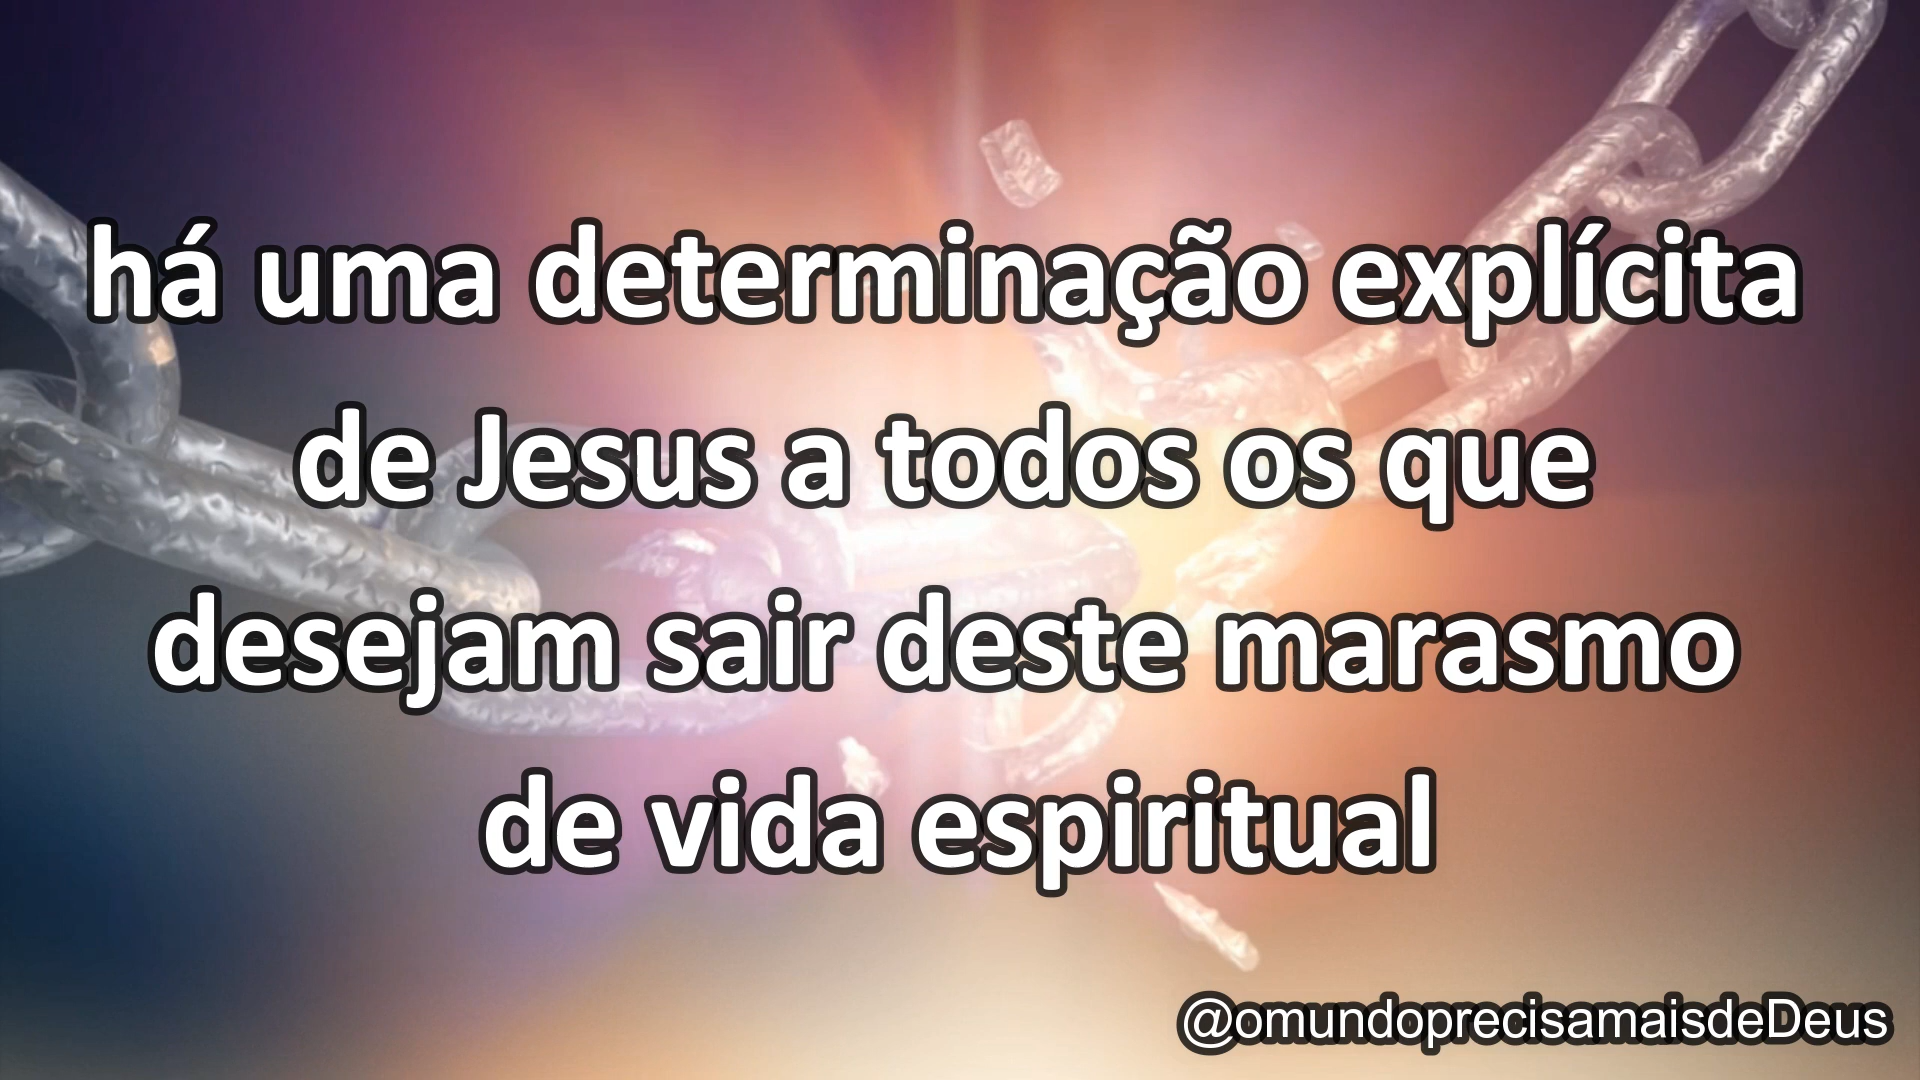 há uma determinação explícita
de Jesus a todos os que
desejam sair deste marasmo
de vida espiritual
@omundoprecisamaisdeDeus